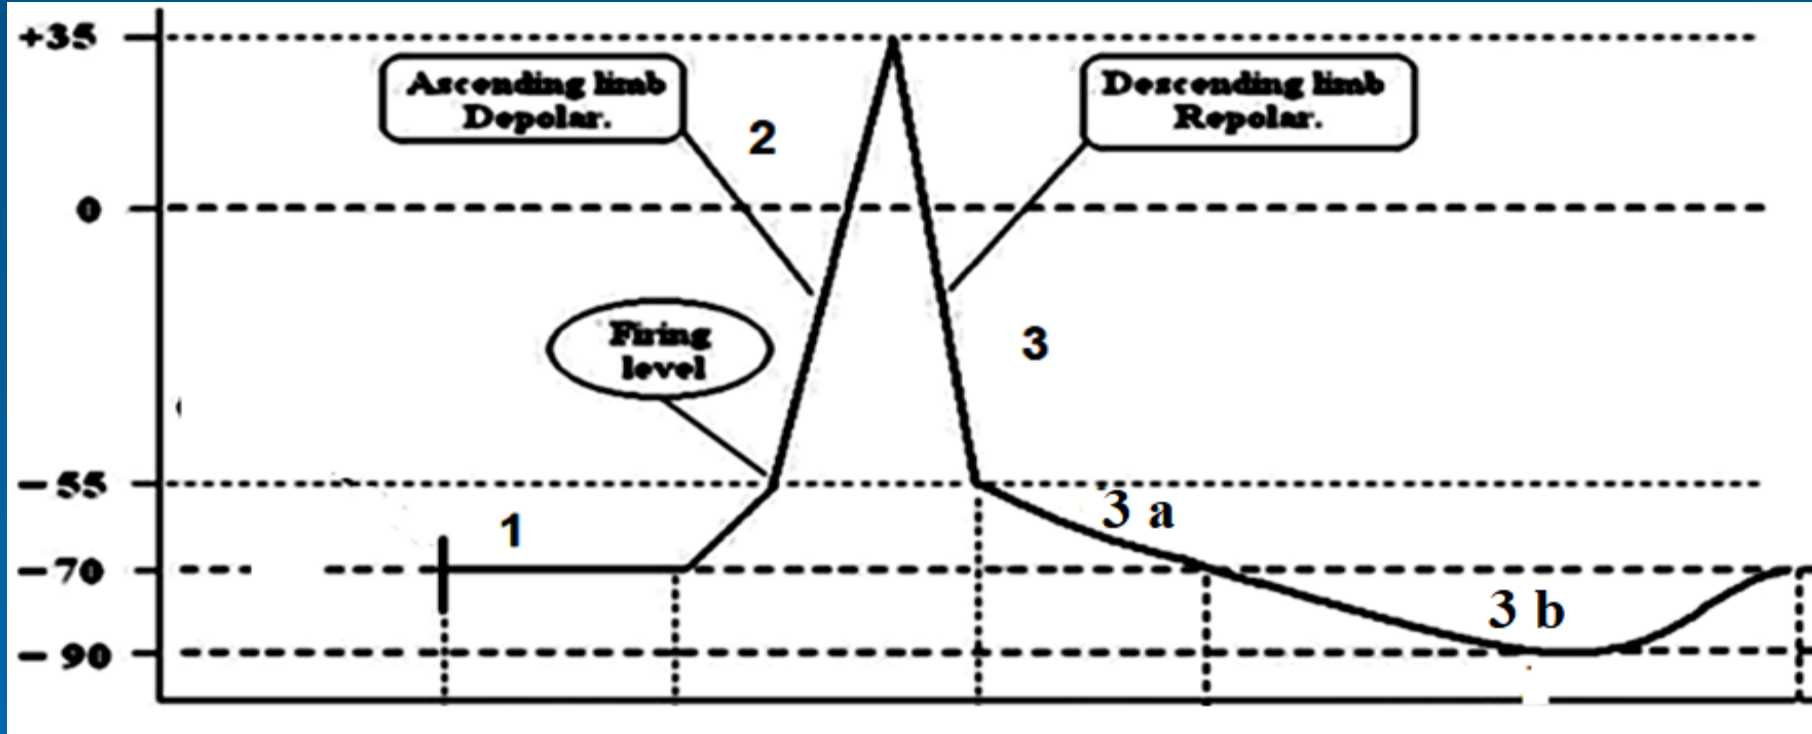 +35
Ascending limb
Depolar.
2
Descending limb
Repolar.
0
Firing
level
3
– 55
3 a
1
– 70
3 b
– 90